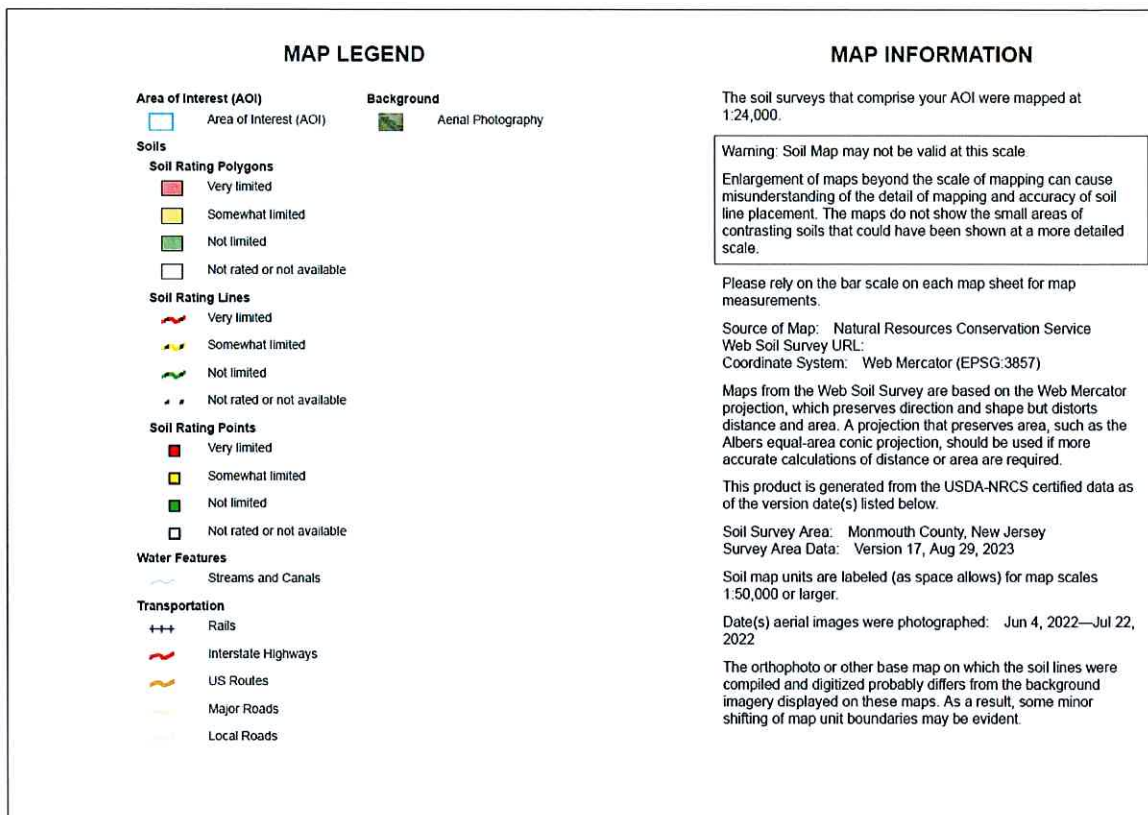 MAP LEGEND
Area of Interest (AOI)
Area of Interest (AOI)
Soils
Soil Rating Polygons
Very limited
Somewhat limited
Not limited
Not rated or not available
Soil Rating Lines
Very limited
Somewhat limited
Not limited
Not rated or not available
Soil Rating Points
Very limited
Somewhat limited
Not limited
Not rated or not available
Water Features
Streams and Canals
Transportation
Rails
Interstate Highways
US Routes
Major Roads
Local Roads
Background
Aerial Photography
MAP INFORMATION
The soil surveys that comprise your AOI were mapped at
1:24,000.
Warning: Soil Map may not be valid at this scale
Enlargement of maps beyond the scale of mapping can cause
misunderstanding of the detail of mapping and accuracy of soil
line placement. The maps do not show the small areas of
contrasting soils that could have been shown at a more detailed
scale.
Please rely on the bar scale on each map sheet for map
measurements.
Source of Map: Natural Resources Conservation Service
Web Soil Survey URL:
Coordinate System: Web Mercator (EPSG:3857)
Maps from the Web Soil Survey are based on the Web Mercator
projection, which preserves direction and shape but distorts
distance and area. A projection that preserves area, such as the
Albers equal-area conic projection, should be used if more
accurate calculations of distance or area are required.
This product is generated from the USDA-NRCS certified data as
of the version date(s) listed below.
Soil Survey Area: Monmouth County, New Jersey
Survey Area Data: Version 17, Aug 29, 2023
Soil map units are labeled (as space allows) for map scales
1:50,000 or larger.
Date(s) aerial images were photographed: Jun 4, 2022—Jul 22,
2022
The orthophoto or other base map on which the soil lines were
compiled and digitized probably differs from the background
imagery displayed on these maps. As a result, some minor
shifting of map unit boundaries may be evident.